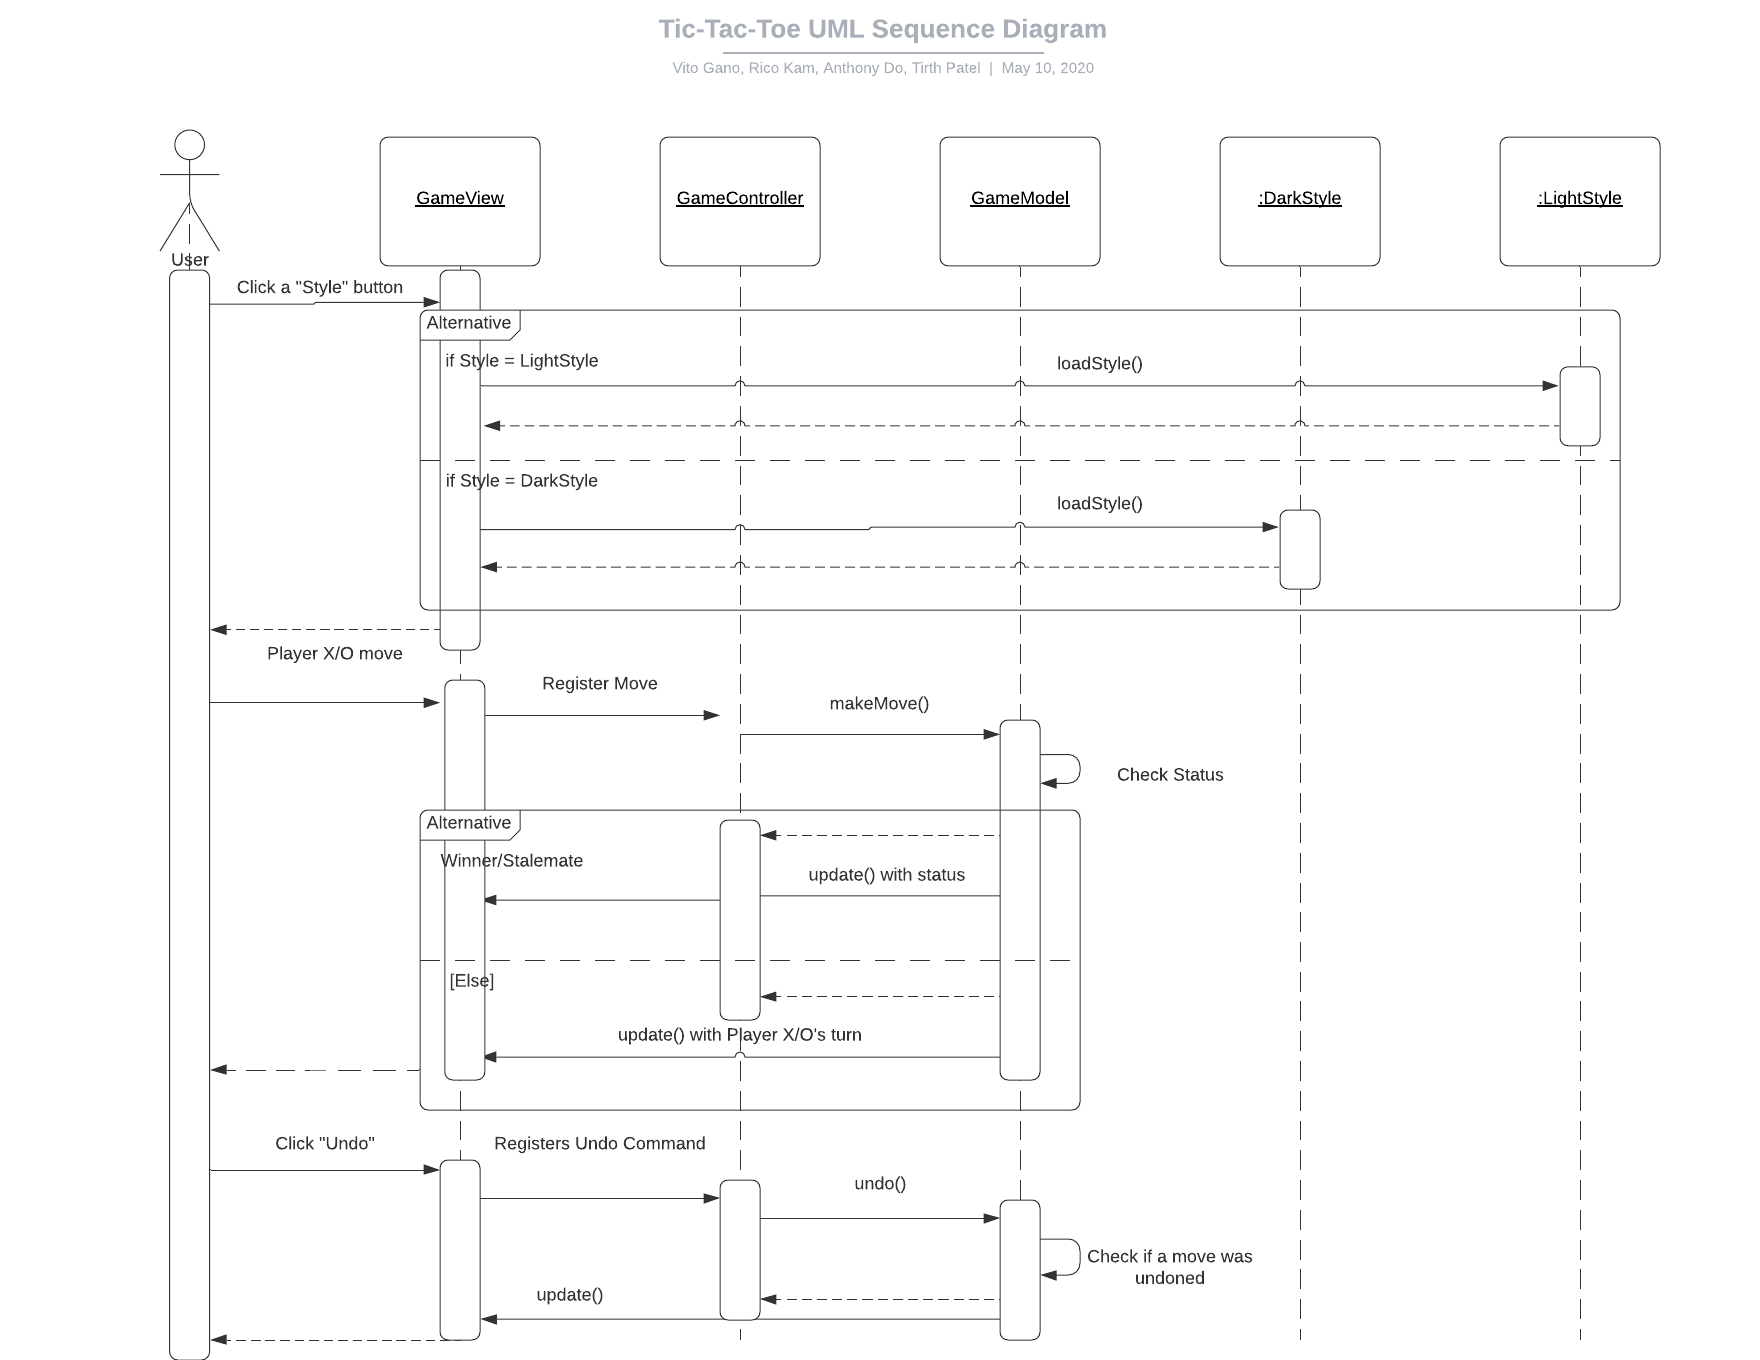 Tic-Tac-Toe UML Sequence Diagram
Vito Gano, Rico Kam, Anthony Do, Tirth Patel | May 10, 2020
GameView
GameController
GameModel
:DarkStyle
:LightStyle
User
Click a "Style" button
Alternative
if Style = LightStyle
loadStyle()
if Style = DarkStyle
loadStyle()
Player X/O move
Register Move
makeMove()
Check Status
Alternative
Winner/Stalemate
update() with status
[Else]
update() with Player X/O's turn
Click "Undo"
Registers Undo Command
undo()
Check if a move was
undoned
update()